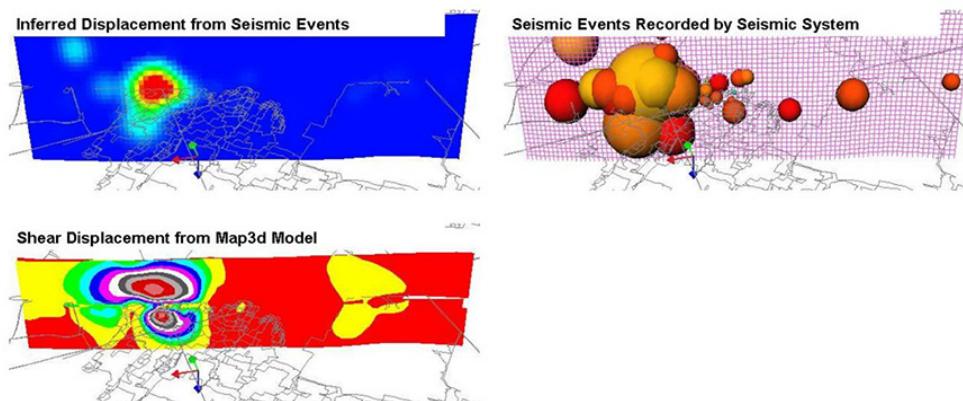 Inferred Displacement from Seismic Events
Seismic Events Recorded by Seismic System
Shear Displacement from Map3d Model